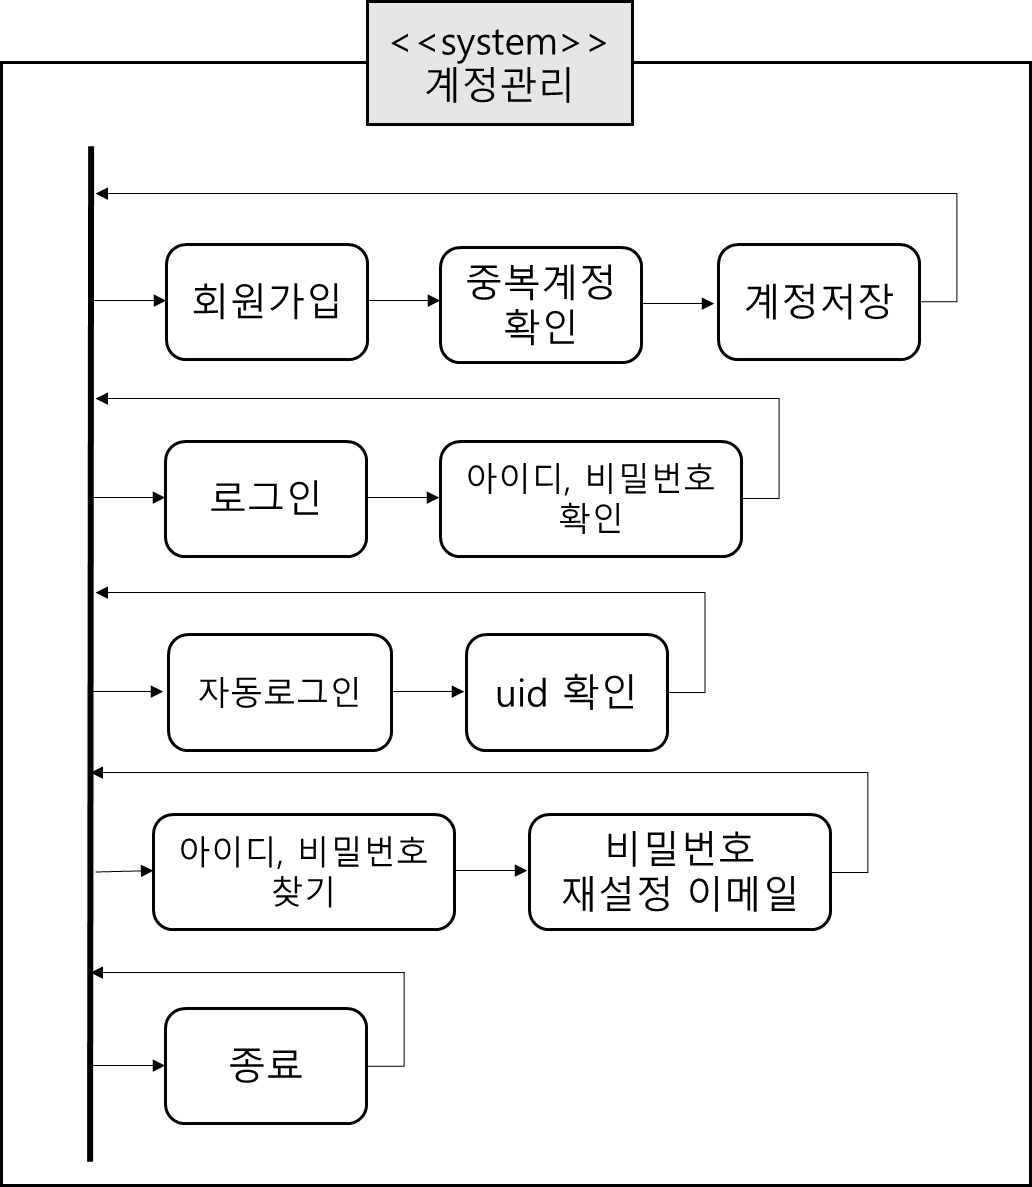 <<system>>
계정관리
회원가입
중복계정
확인
계정저장
로그인
아이디, 비밀번호
확인
자동로그인
uid 확인
아이디, 비밀번호
찾기
비밀번호
재설정 이메일
종료